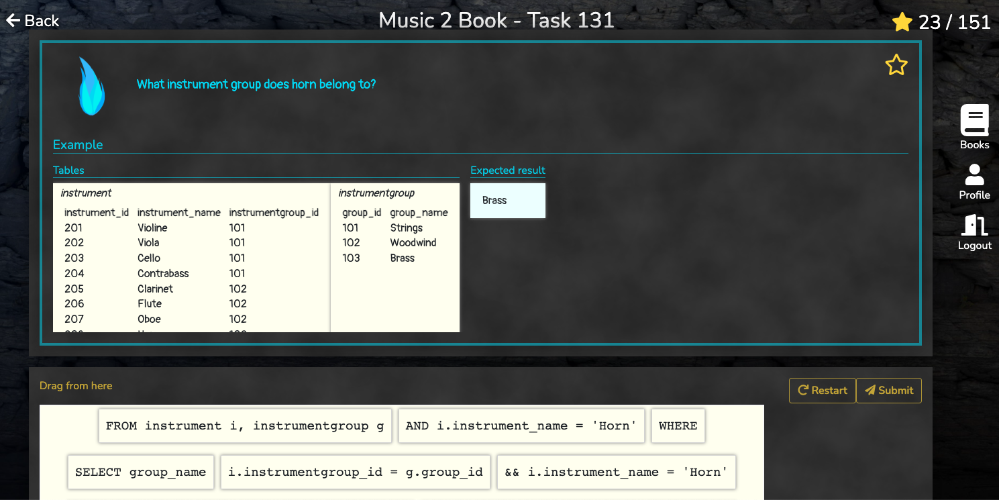 Back
Music 2 Book - Task 131
23 / 151
What instrument group does horn belong to?
Example
Tables
Expected result
instrument
instrument_id instrument_name instrumentgroup_id
201 Violine 101
202 Viola 101
203 Cello 101
204 Contrabass 101
205 Clarinet 102
206 Flute 102
207 Oboe 102
instrumentgroup
group_id group_name
101 Strings
102 Woodwind
103 Brass
Brass
Books
Profile
Logout
Drag from here
Restart
Submit
FROM instrument i, instrumentgroup g
AND i.instrument_name = 'Horn'
WHERE
SELECT group_name
i.instrumentgroup_id = g.group_id
&& i.instrument_name = 'Horn'